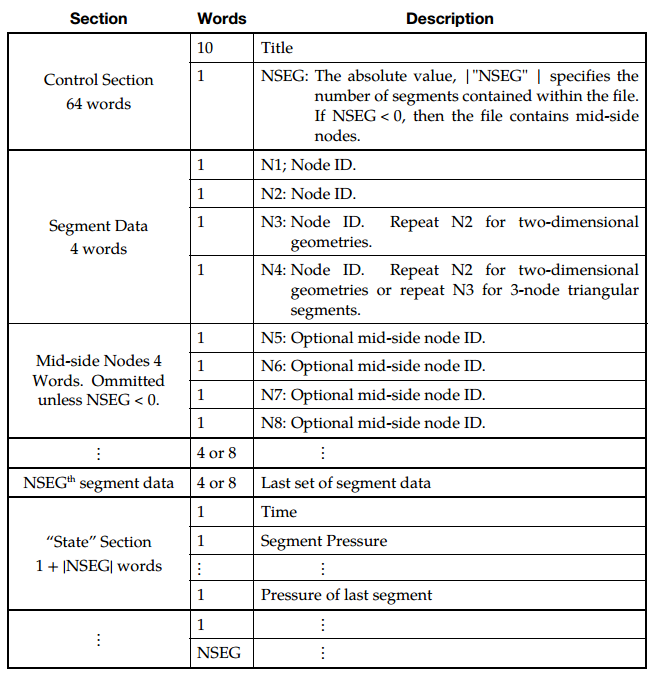 Section Words Description
10 Title
Control Section
64 words
1 NSEG: The absolute value, |"NSEG" | specifies the
number of segments contained within the file.
If NSEG < 0, then the file contains mid-side
nodes.
Segment Data
4 words
1 N1; Node ID.
1 N2: Node ID.
1 N3: Node ID. Repeat N2 for two-dimensional
geometries.
1 N4: Node ID. Repeat N2 for two-dimensional
geometries or repeat N3 for 3-node triangular
segments.
Mid-side Nodes 4
Words. Ommitted
unless NSEG < 0.
1 N5: Optional mid-side node ID.
1 N6: Optional mid-side node ID.
1 N7: Optional mid-side node ID.
1 N8: Optional mid-side node ID.
⋮ 4 or 8 ⋮
NSEGth segment data 4 or 8 Last set of segment data
"State" Section
1 + |NSEG| words
1 Time
1 Segment Pressure
⋮ ⋮
1 Pressure of last segment
⋮
1 ⋮
NSEG ⋮